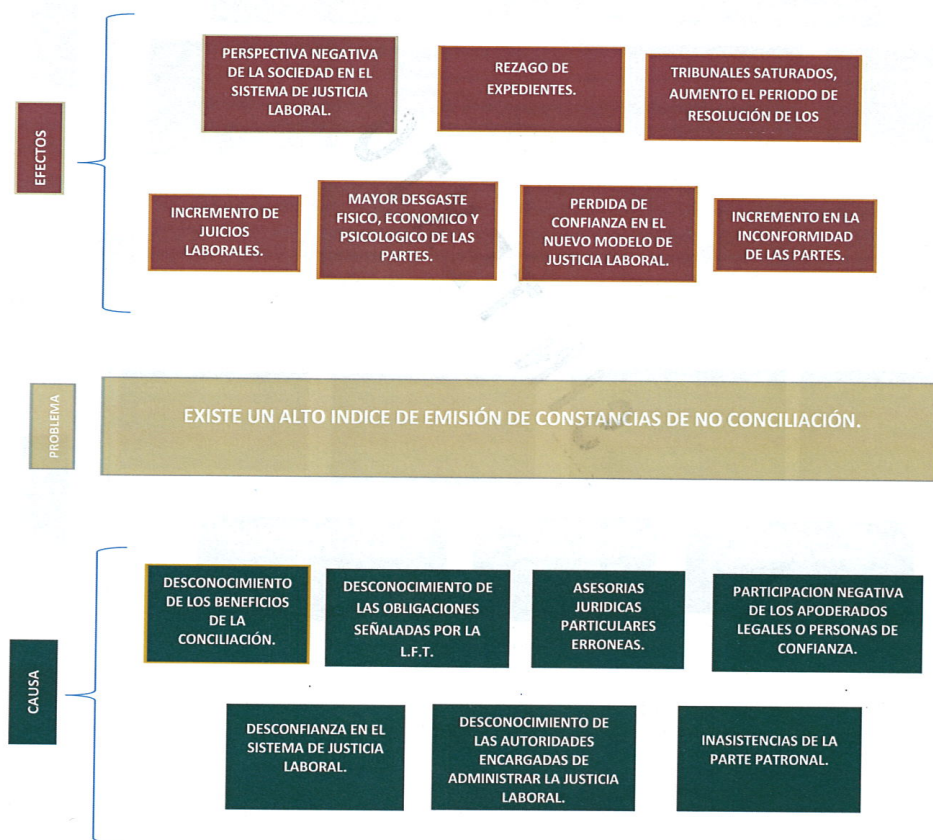 EFECTOS
PERSPECTIVA NEGATIVA
DE LA SOCIEDAD EN EL
SISTEMA DE JUSTICIA
LABORAL.
REZAGO DE
EXPEDIENTES.
TRIBUNALES SATURADOS,
AUMENTO EL PERIODO DE
RESOLUCIÓN DE LOS
INCREMENTO DE
JUICIOS
LABORALES.
MAYOR DESGASTE
FISICO, ECONOMICO Y
PSICOLOGICO DE LAS
PARTES.
PERDIDA DE
CONFIANZA EN EL
NUEVO MODELO DE
JUSTICIA LABORAL.
INCREMENTO EN LA
INCONFORMIDAD
DE LAS PARTES.
PROBLEMA
EXISTE UN ALTO INDICE DE EMISIÓN DE CONSTANCIAS DE NO CONCILIACIÓN.
CAUSA
DESCONOCIMIENTO
DE LOS BENEFICIOS
DE LA
CONCILIACIÓN.
DESCONOCIMIENTO DE
LAS OBLIGACIONES
SEÑALADAS POR LA
L.F.T.
ASESORIAS
JURIDICAS
PARTICULARES
ERRONEAS.
PARTICIPACION NEGATIVA
DE LOS APODERADOS
LEGALES O PERSONAS DE
CONFIANZA.
DESCONFIANZA EN EL
SISTEMA DE JUSTICIA
LABORAL.
DESCONOCIMIENTO DE
LAS AUTORIDADES
ENCARGADAS DE
ADMINISTRAR LA JUSTICIA
LABORAL.
INASISTENCIAS DE LA
PARTE PATRONAL.